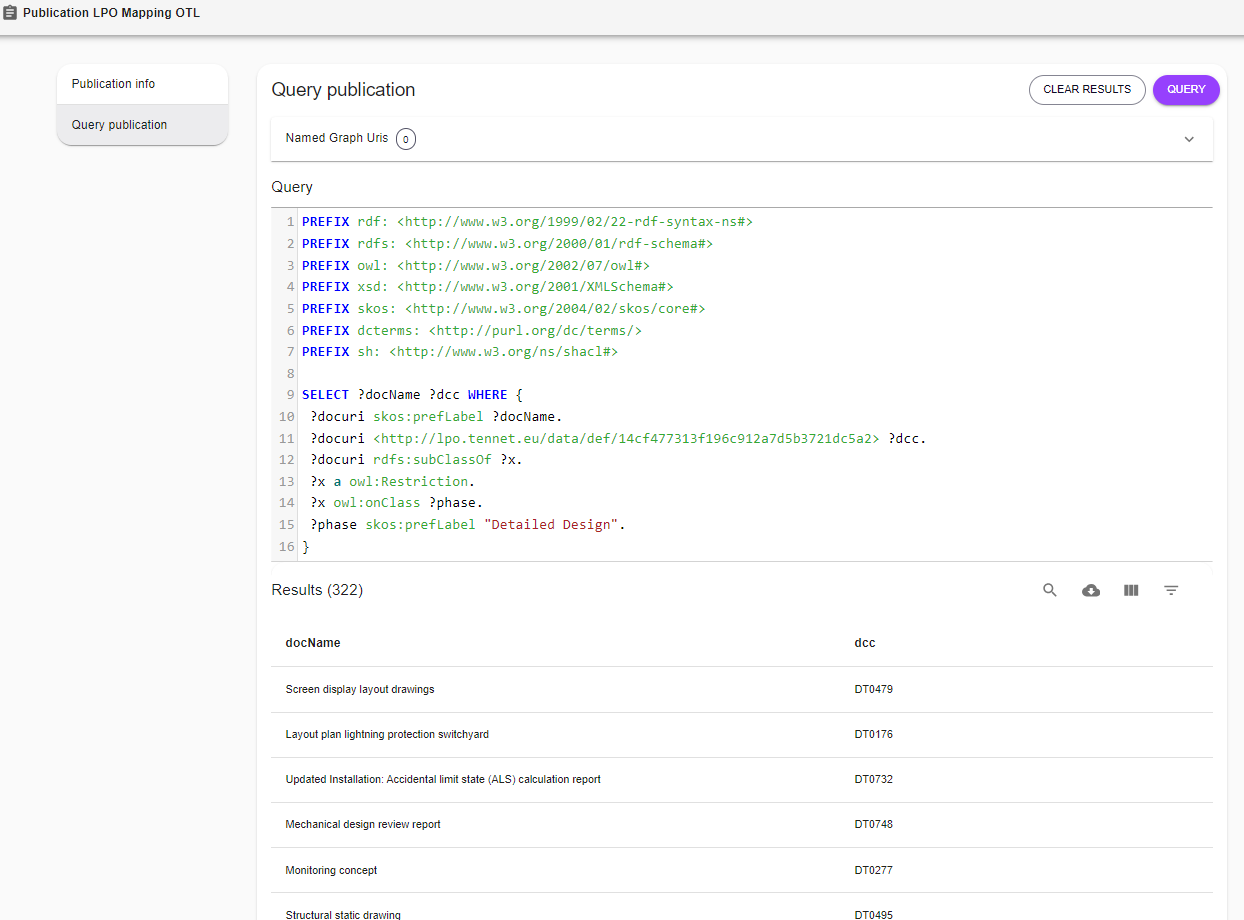 Publication LPO Mapping OTL
Publication info
Query publication
Query publication
CLEAR RESULTS
QUERY
Named Graph Uris 0
Query
1 PREFIX rdf: <http://www.w3.org/1999/02/22-rdf-syntax-ns#>
2 PREFIX rdfs: <http://www.w3.org/2000/01/rdf-schema#>
3 PREFIX owl: <http://www.w3.org/2002/07/owl#>
4 PREFIX xsd: <http://www.w3.org/2001/XMLSchema#>
5 PREFIX skos: <http://www.w3.org/2004/02/skos/core#>
6 PREFIX dcterms: <http://purl.org/dc/terms/>
7 PREFIX sh: <http://www.w3.org/ns/shacl#>
8
9 SELECT ?docName ?dcc WHERE {
10 ?docuri skos:prefLabel ?docName.
11 ?docuri <http://lpo.tennet.eu/data/def/14cf477313f196c912a7d5b3721dc5a2> ?dcc.
12 ?docuri rdfs:subClassOf ?x.
13 ?x a owl:Restriction.
14 ?x owl:onClass ?phase.
15 ?phase skos:prefLabel "Detailed Design".
16 }
Results (322)
docName dcc
Screen display layout drawings DT0479
Layout plan lightning protection switchyard DT0176
Updated Installation: Accidental limit state (ALS) calculation report DT0732
Mechanical design review report DT0748
Monitoring concept DT0277
Structural static drawing DT0495